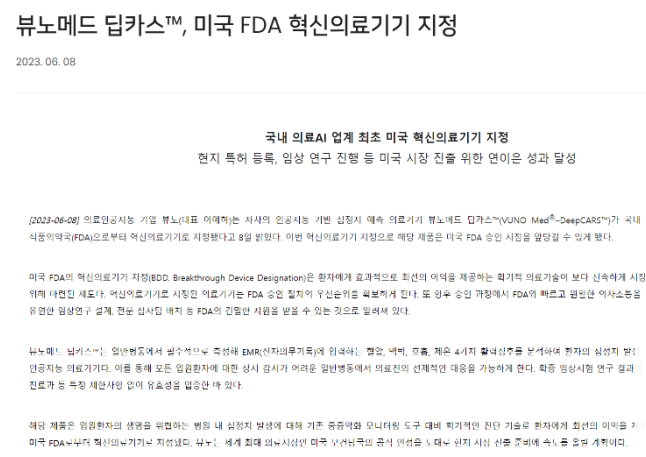 뷰노메드 딥카스™, 미국 FDA 혁신의료기기 지정
2023. 06. 08
국내 의료AI 업계 최초 미국 혁신의료기기 지정
현지 특허 등록, 임상 연구 진행 등 미국 시장 진출 위한 연이은 성과 달성
[2023-06-08] 의료인공지능 기업 뷰노(대표 이예하)는 자사의 인공지능 기반 심정지 예측 의료기기 뷰노메드 딥카스™(VUNO Med®–DeepCARS™)가 국내
식품의약국(FDA)으로부터 혁신의료기기로 지정됐다고 8일 밝혔다. 이번 혁신의료기기 지정으로 해당 제품은 미국 FDA 승인 시점을 앞당길 수 있게 됐다.
미국 FDA의 혁신의료기기 지정(BDD, Breakthrough Device Designation)은 환자에게 효과적으로 최선의 이익을 제공하는 획기적 의료기술이 보다 신속하게 시장
위해 마련된 제도다. 혁신의료기기로 지정된 의료기기는 FDA 승인 절차의 우선순위를 확보하게 된다. 또 향후 승인 과정에서 FDA와 빠르고 원활한 의사소통을
유연한 임상연구 설계, 전문 심사팀 배치 등 FDA의 긴밀한 지원을 받을 수 있는 것으로 알려져 있다.
뷰노메드 딥카스™는 일반병동에서 필수적으로 측정해 EMR(전자의무기록)에 입력하는 혈압, 맥박, 호흡, 체온 4가지 활력징후를 분석하여 환자의 심정지 발생
인공지능 의료기기다. 이를 통해 모든 입원환자에 대한 상시 감시가 어려운 일반병동에서 의료진의 선제적인 대응을 가능하게 한다. 확증 임상시험 연구 결과
진료과 등 특정 제한사항 없이 유효성을 입증한 바 있다.
해당 제품은 입원환자의 생명을 위협하는 병원 내 심정지 발생에 대해 기존 중증악화 모니터링 도구 대비 획기적인 진단 기술로 환자에게 최선의 이익을
미국 FDA로부터 혁신의료기기로 지정됐다. 뷰노는 세계 최대 의료시장인 미국 보건당국의 공식 인정을 토대로 현지 시장 진출 준비에 속도를 올릴 계획이다.